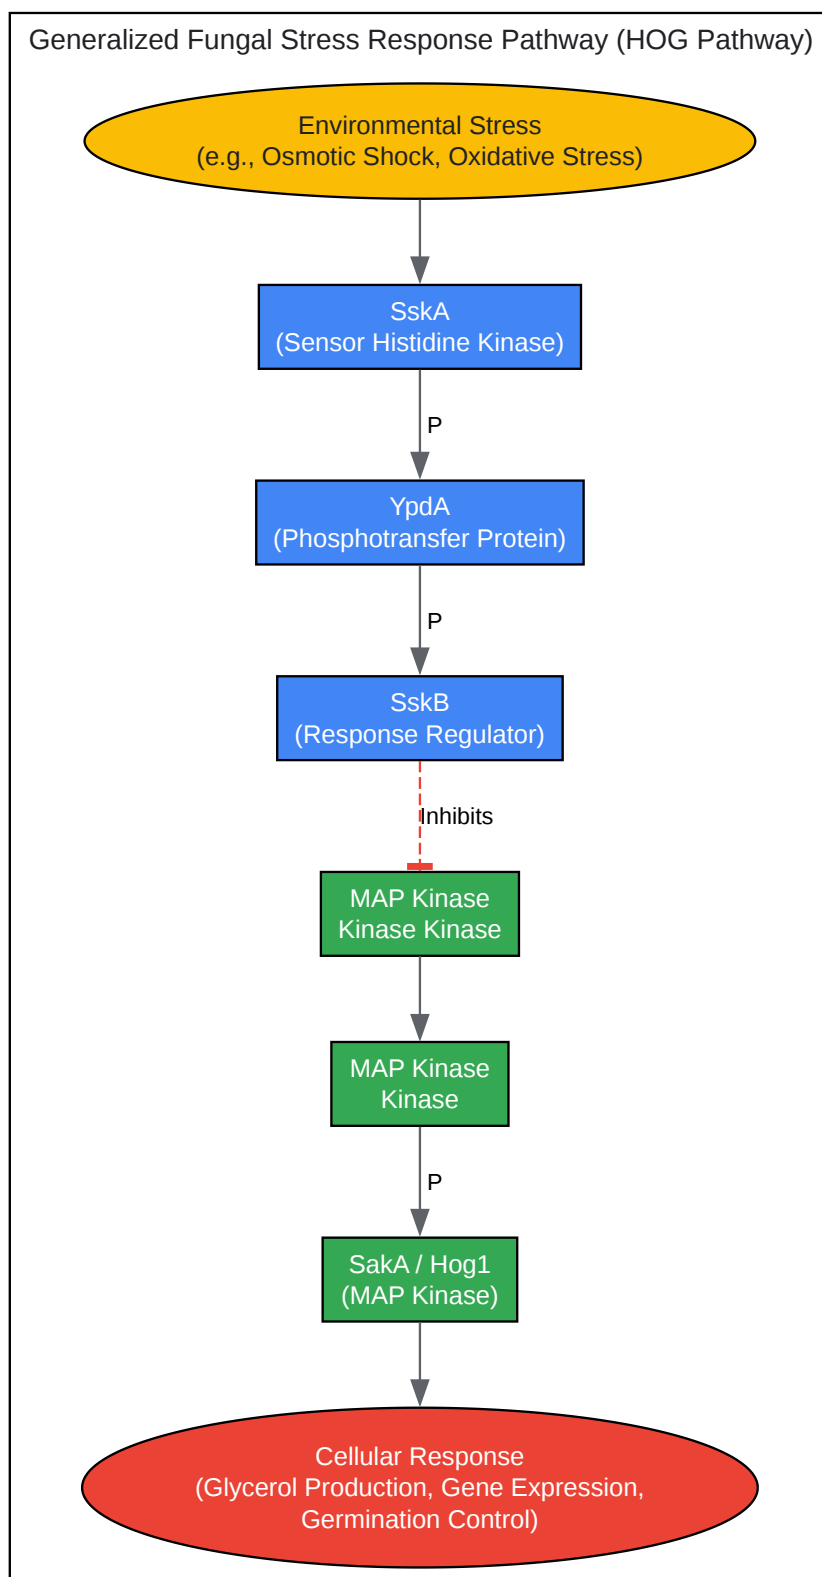 Generalized Fungal Stress Response Pathway (HOG Pathway)
Environmental Stress
(e.g., Osmotic Shock, Oxidative Stress)
SskA
(Sensor Histidine Kinase)
P
YpdA
(Phosphotransfer Protein)
P
SskB
(Response Regulator)
Inhibits
MAP Kinase
Kinase Kinase
MAP Kinase
Kinase
P
SakA / Hog1
(MAP Kinase)
Cellular Response
(Glycerol Production, Gene Expression,
Germination Control)